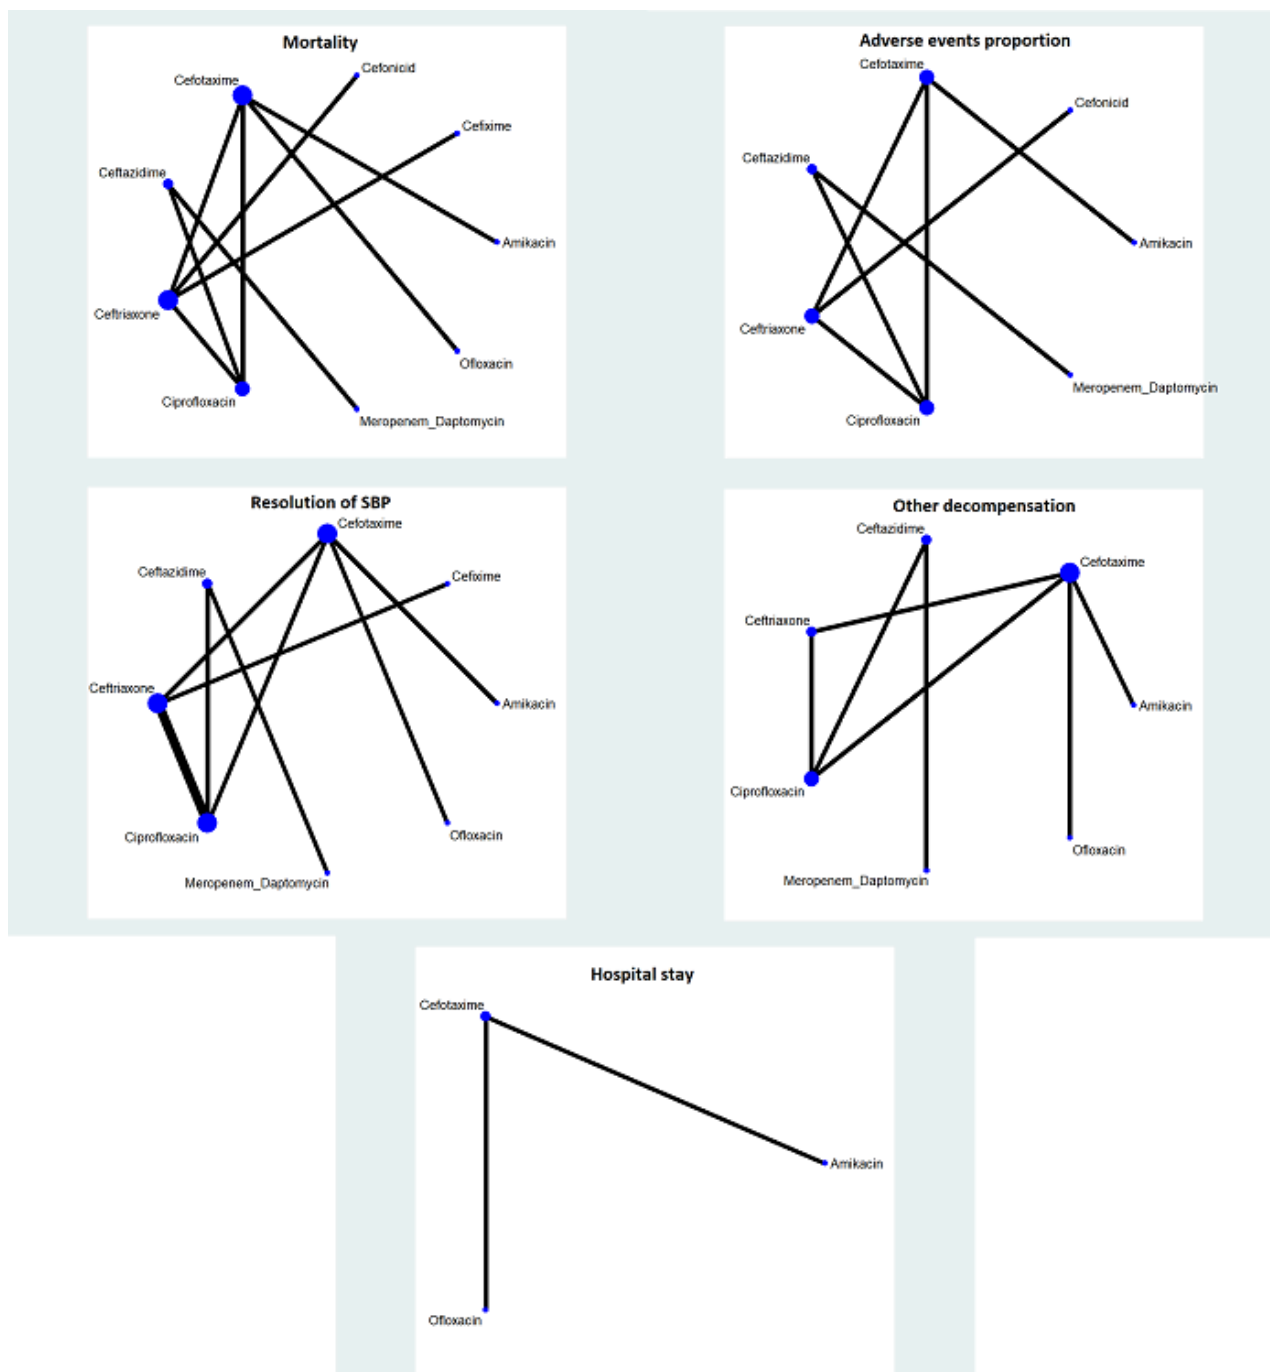 Mortality
Cefonicid
Cefotaxime
Cefixime
Ceftazidime
Amikacin
Ceftriaxone
Ofloxacin
Ciprofloxacin
Meropenem_Daptomycin
Adverse events proportion
Cefotaxime
Cefonicid
Ceftazidime
Amikacin
Ceftriaxone
Meropenem_Daptomycin
Ciprofloxacin
Resolution of SBP
Cefotaxime
Ceftazidime
Cefixime
Ceftriaxone
Amikacin
Ciprofloxacin
Ofloxacin
Meropenem_Daptomycin
Other decompensation
Ceftazidime
Cefotaxime
Ceftriaxone
Amikacin
Ciprofloxacin
Ofloxacin
Meropenem_Daptomycin
Hospital stay
Cefotaxime
Amikacin
Ofloxacin